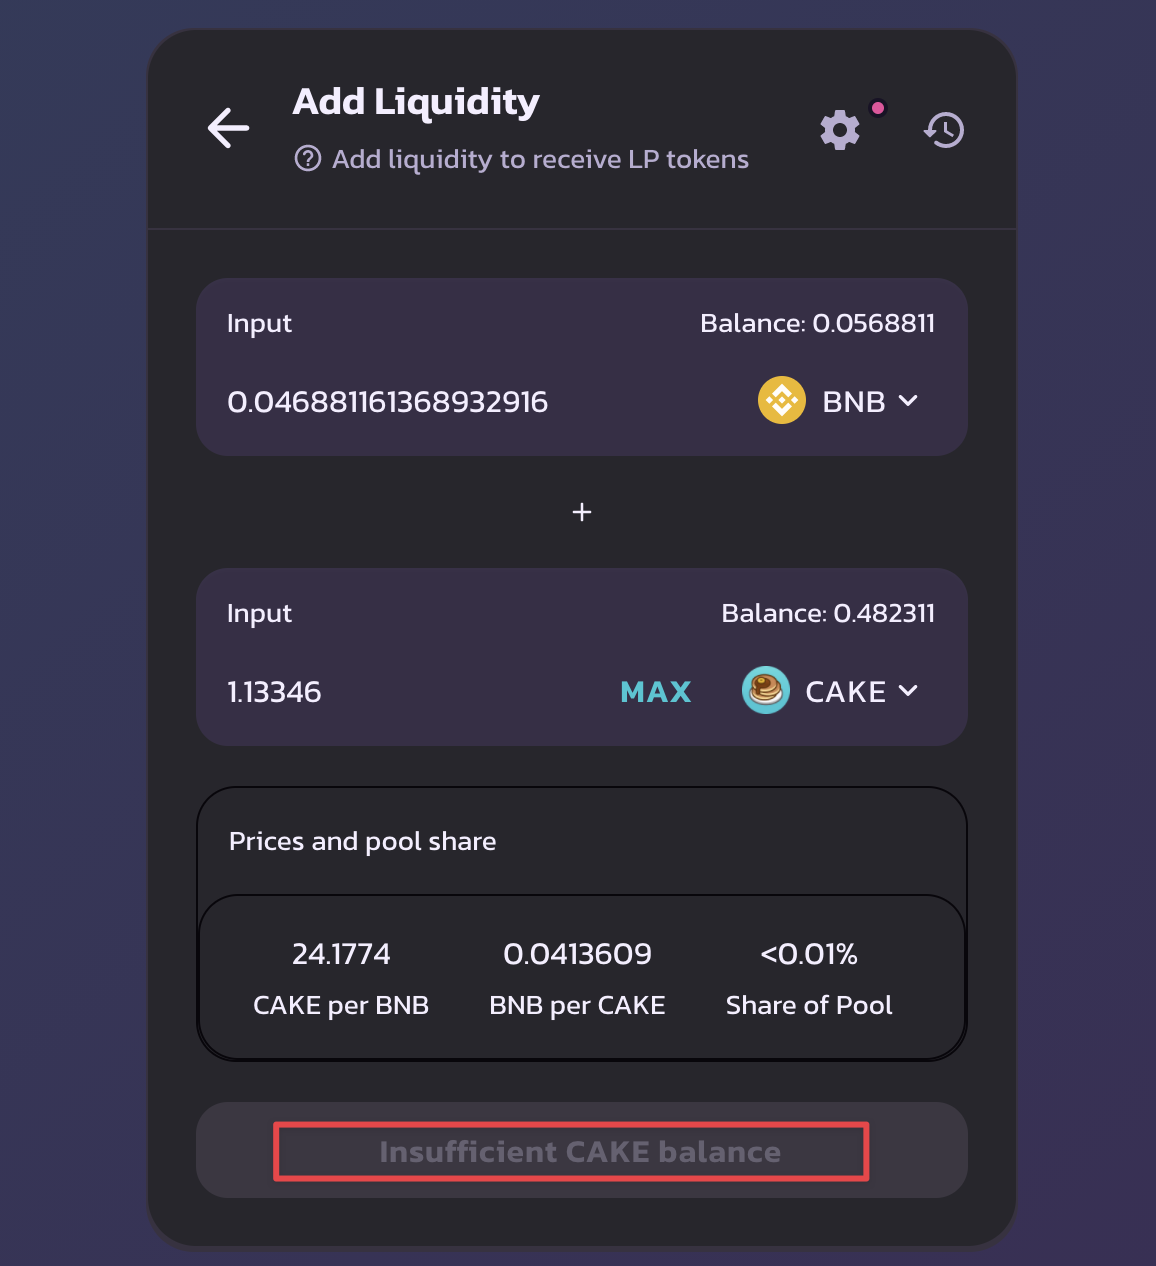 Add Liquidity
Add liquidity to receive LP tokens
Input Balance: 0.0568811
0.046881161368932916 BNB
+
Input Balance: 0.482311
1.13346 MAX CAKE
Prices and pool share
24.1774 0.0413609 <0.01%
CAKE per BNB BNB per CAKE Share of Pool
Insufficient CAKE balance